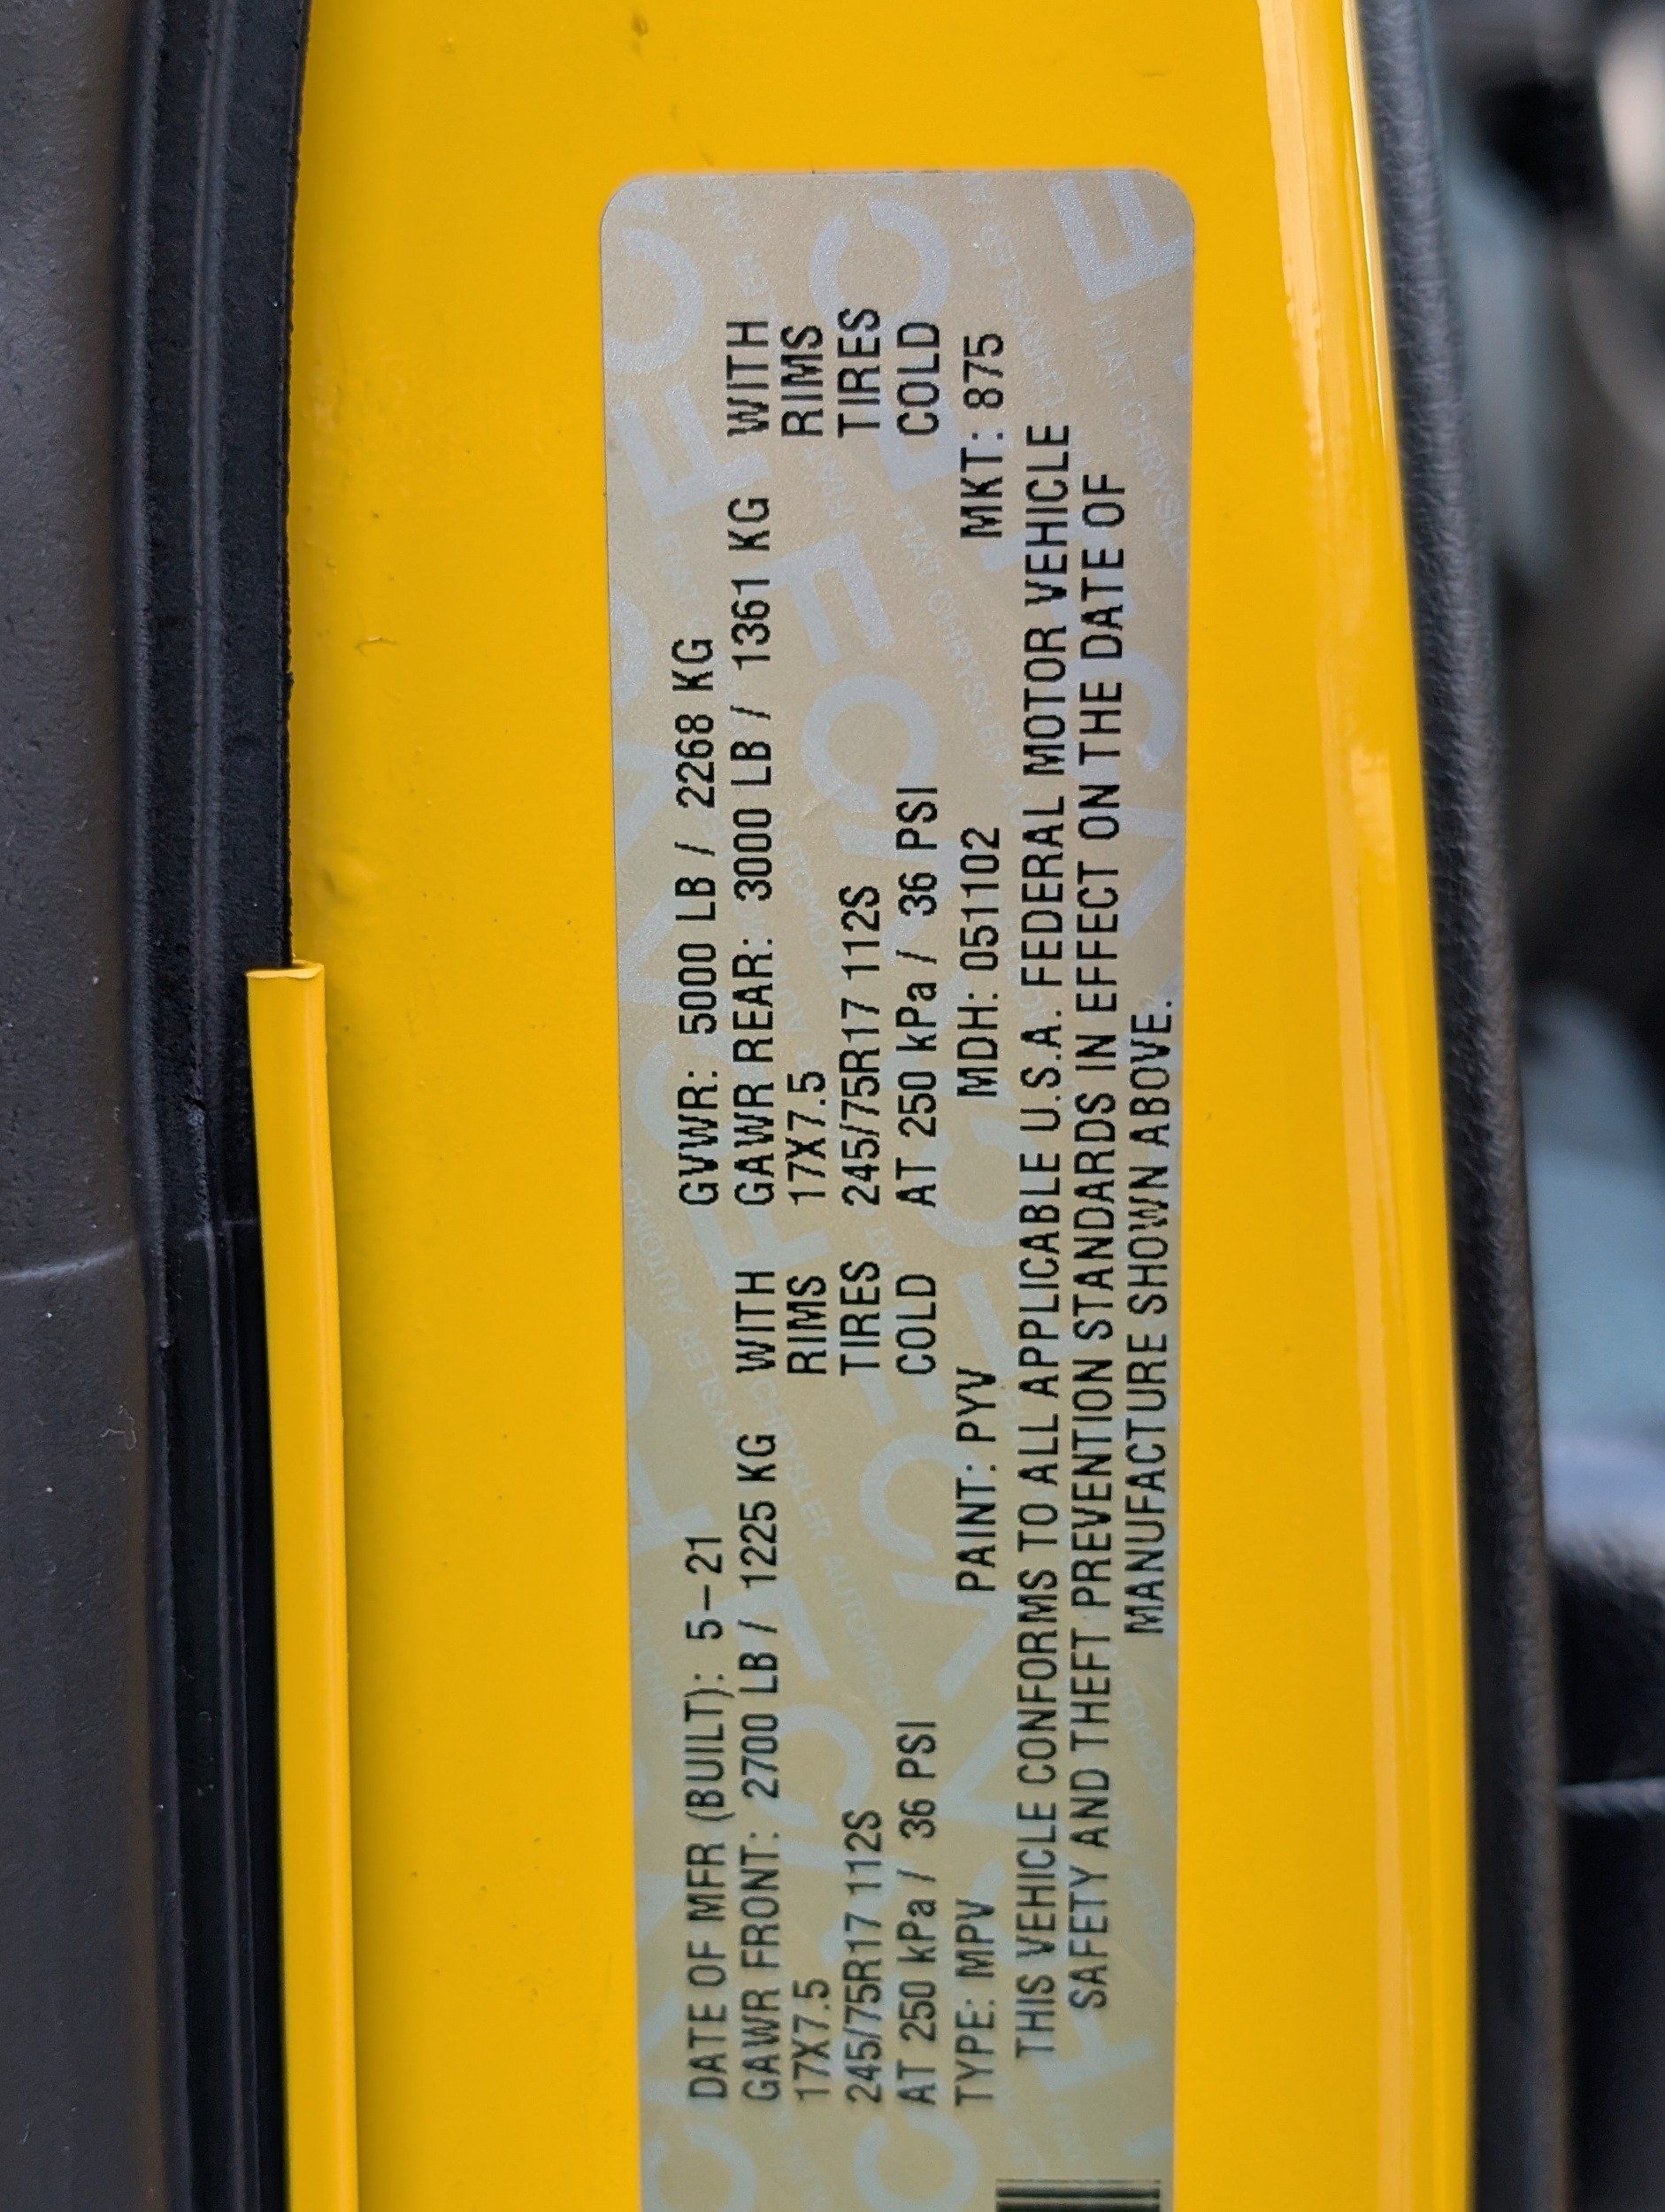 DATE OF MFR (BUILT): 5-21 GVWR: 5000 LB / 2268 KG
GAWR FRONT: 2700 LB / 1225 KG WITH GAWR REAR: 3000 LB / 1361 KG WITH
17X7.5 RIMS 17X7.5 RIMS
245/75R17 112S TIRES 245/75R17 112S TIRES
AT 250 kPa / 36 PSI COLD AT 250 kPa / 36 PSI COLD
TYPE: MPV PAINT: PYV MDH: 051102 MKT: 875
THIS VEHICLE CONFORMS TO ALL APPLICABLE U.S.A. FEDERAL MOTOR VEHICLE
SAFETY AND THEFT PREVENTION STANDARDS IN EFFECT ON THE DATE OF
MANUFACTURE SHOWN ABOVE.